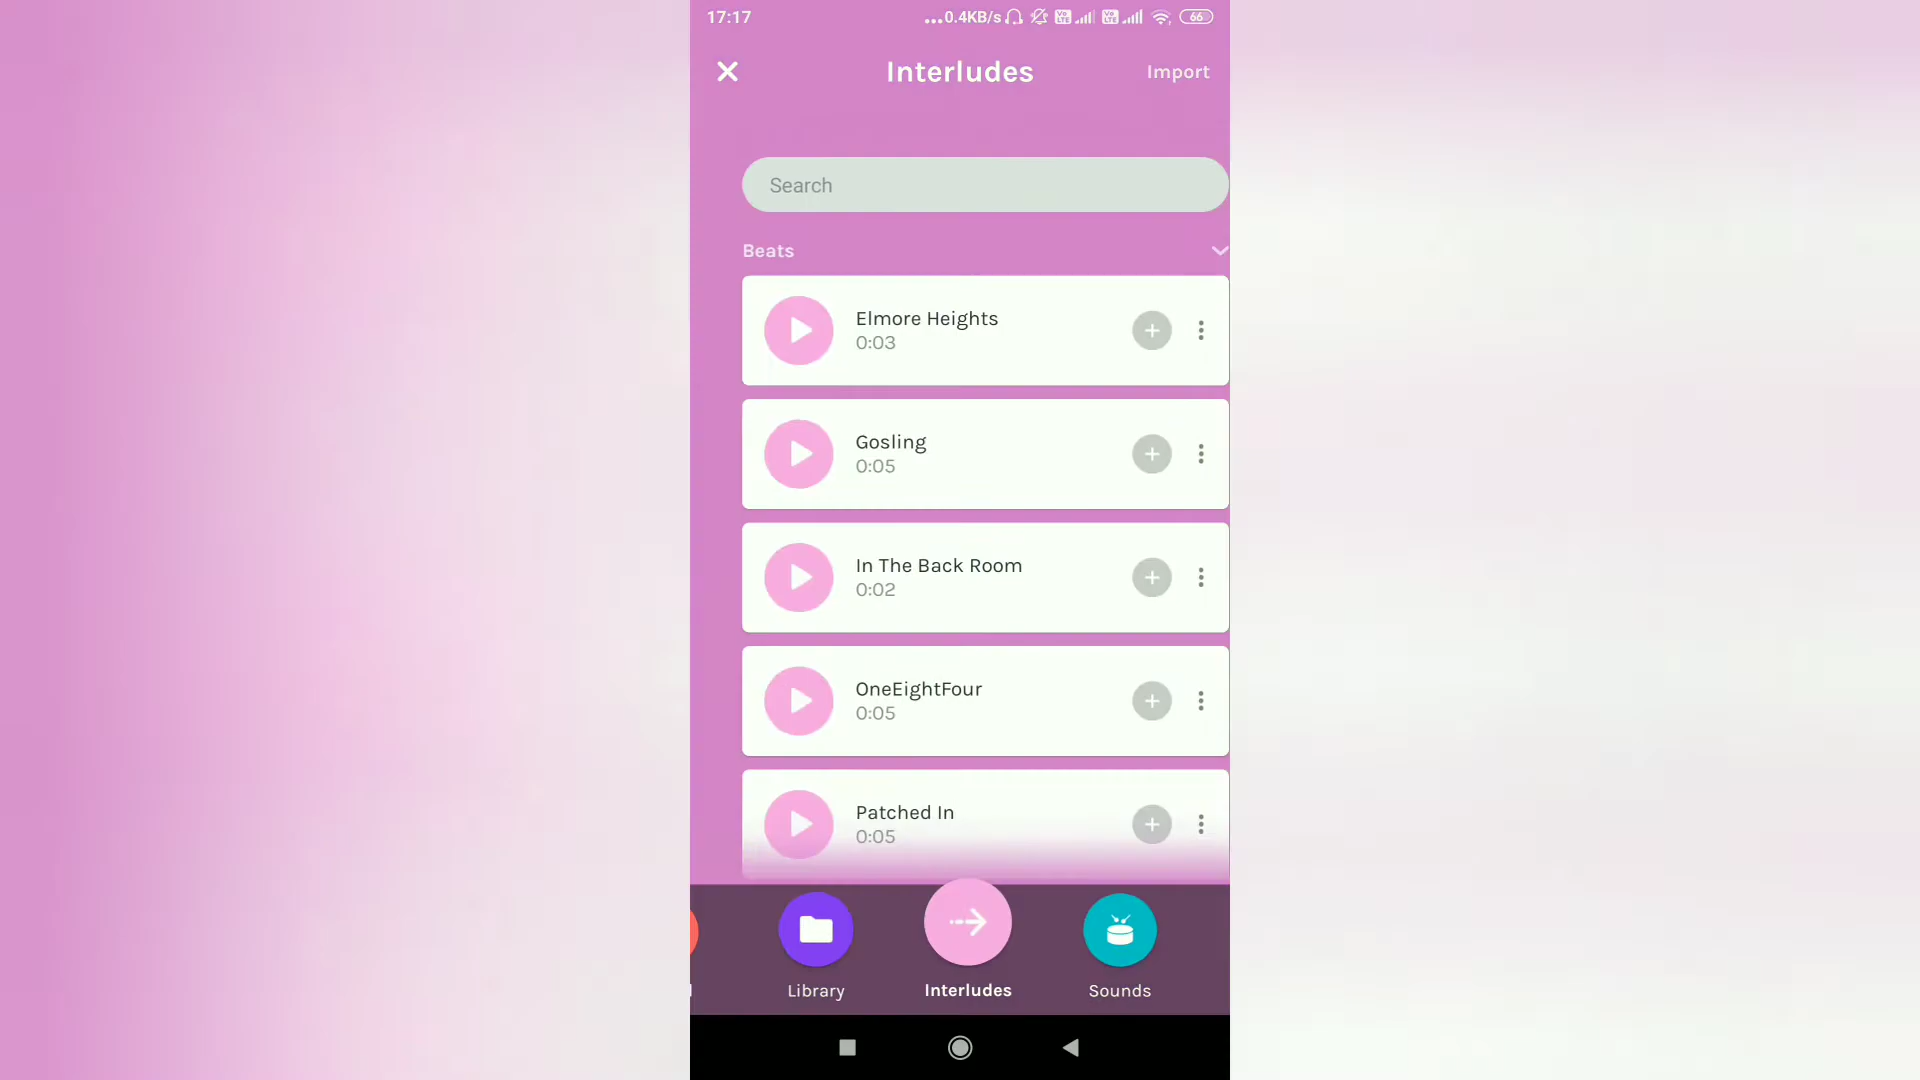 17:17
...0.4KB/s
66
Interludes
Import
Search
Beats
Elmore Heights
0:03
Gosling
0:05
In The Back Room
0:02
OneEightFour
0:05
Patched In
0:05
Library
Interludes
Sounds